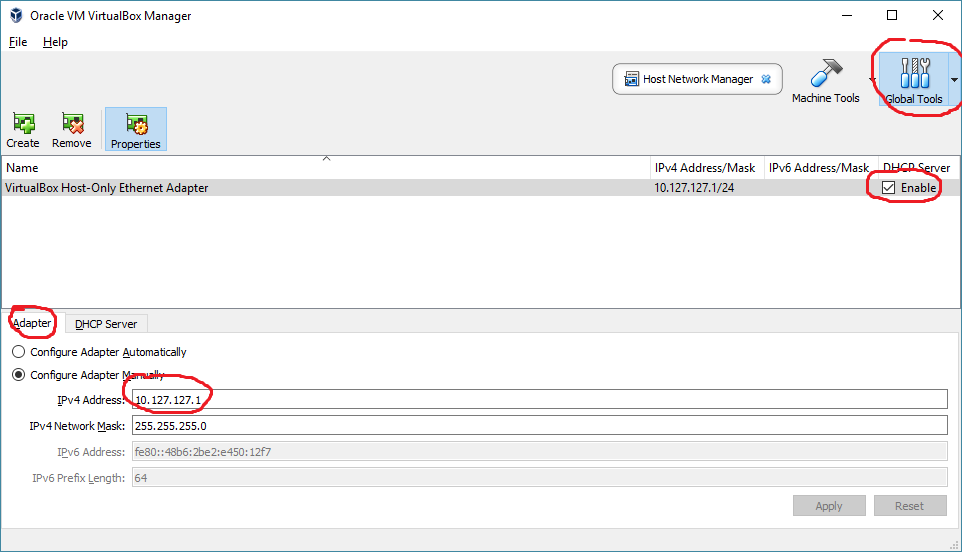 Oracle VM VirtualBox Manager
File Help
Host Network Manager
Machine Tools
Global Tools
Create Remove Properties
Name IPv4 Address/Mask IPv6 Address/Mask DHCP Server
VirtualBox Host-Only Ethernet Adapter 10.127.127.1/24 Enable
Adapter DHCP Server
Configure Adapter Automatically
Configure Adapter Manually
IPv4 Address: 10.127.127.1
IPv4 Network Mask: 255.255.255.0
IPv6 Address: fe80::48b6:2be2:e450:12f7
IPv6 Prefix Length: 64
Apply Reset